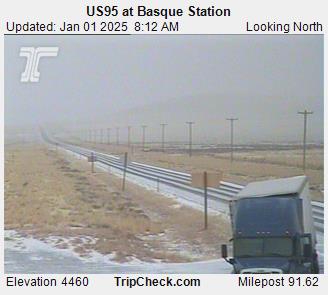 US95 at Basque Station
Updated: Jan 01 2025 8:12 AM Looking North
Elevation 4460 TripCheck.com Milepost 91.62